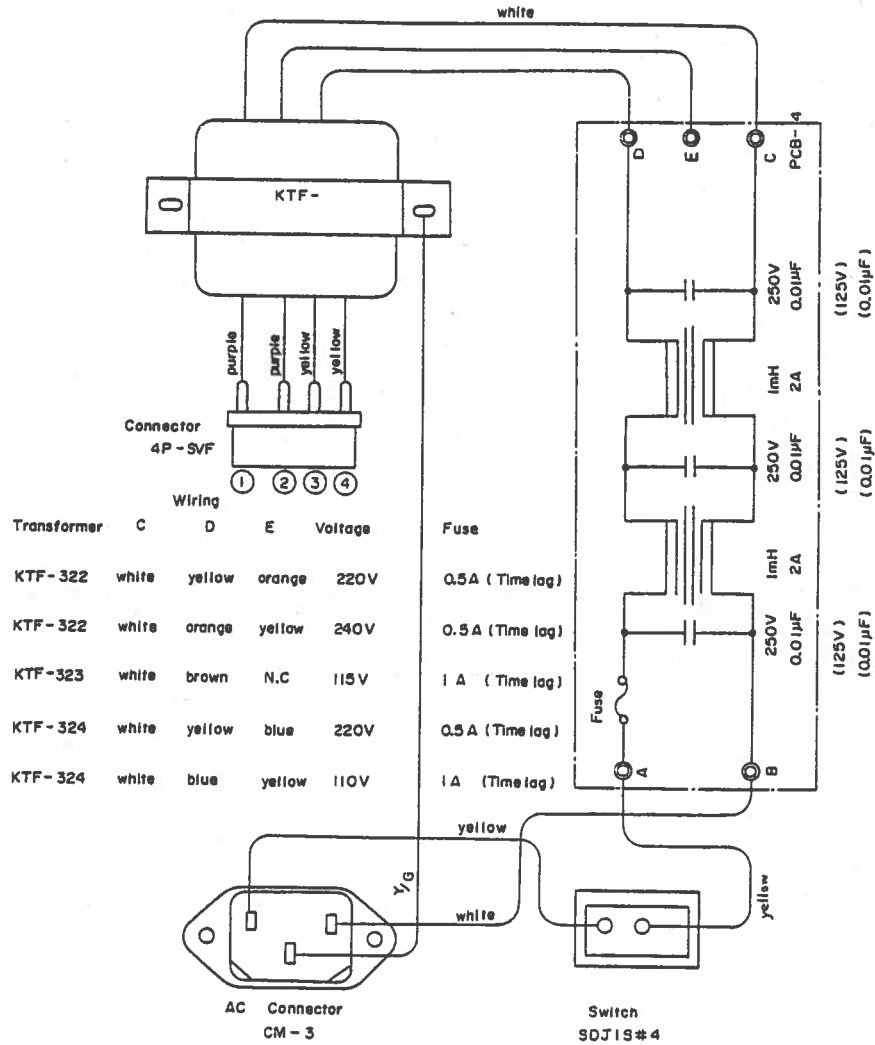 white
KTF-
D
E
C
PCB-4
250V
0.01µF
(125V)
(0.01µF)
1mH
2A
250V
0.01µF
(125V)
(0.01µF)
1mH
2A
250V
0.01µF
(125V)
(0.01µF)
Fuse
A
B
purple
purple
yellow
yellow
Connector
4P-SVF
1 2 3 4
Wiring
Transformer C D E Voltage Fuse
KTF-322 white yellow orange 220V 0.5A (Time lag)
KTF-322 white orange yellow 240V 0.5A (Time lag)
KTF-323 white brown N.C 115V 1A (Time lag)
KTF-324 white yellow blue 220V 0.5A (Time lag)
KTF-324 white blue yellow 110V 1A (Time lag)
yellow
Y/G
white
yellow
AC Connector
CM-3
Switch
SDJ1S#4